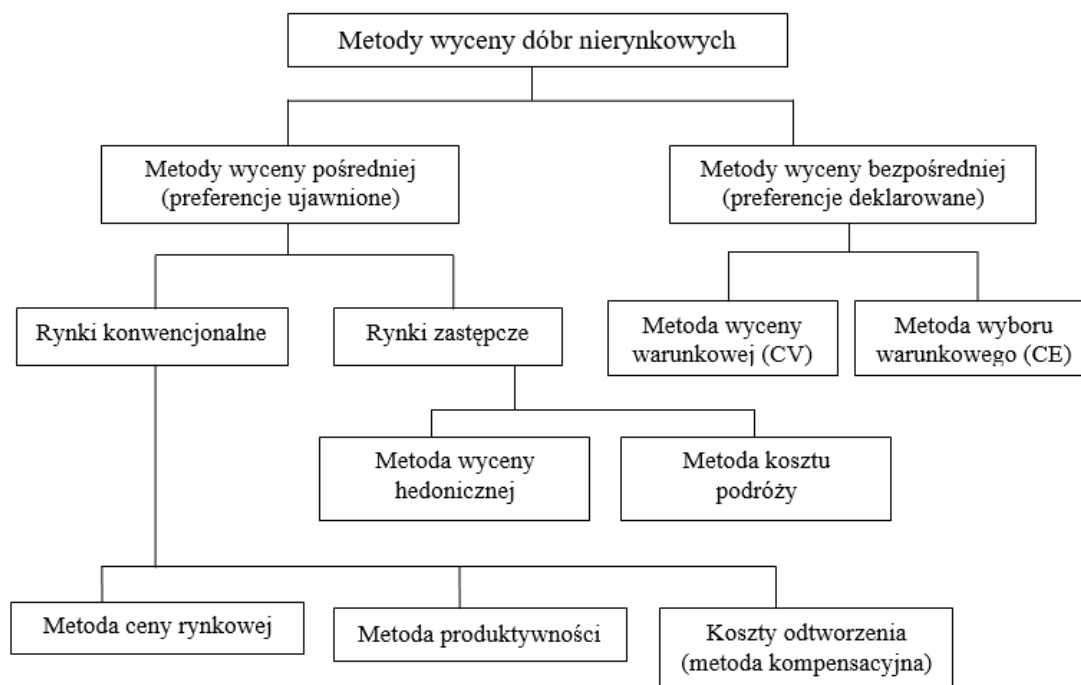 Metody wyceny dóbr nierynkowych
Metody wyceny pośredniej
(preferencje ujawnione)
Metody wyceny bezpośredniej
(preferencje deklarowane)
Rynki konwencjonalne
Rynki zastępcze
Metoda wyceny
warunkowej (CV)
Metoda wyboru
warunkowego (CE)
Metoda wyceny
hedonicznej
Metoda kosztu
podróży
Metoda ceny rynkowej
Metoda produktywności
Koszty odtworzenia
(metoda kompensacyjna)